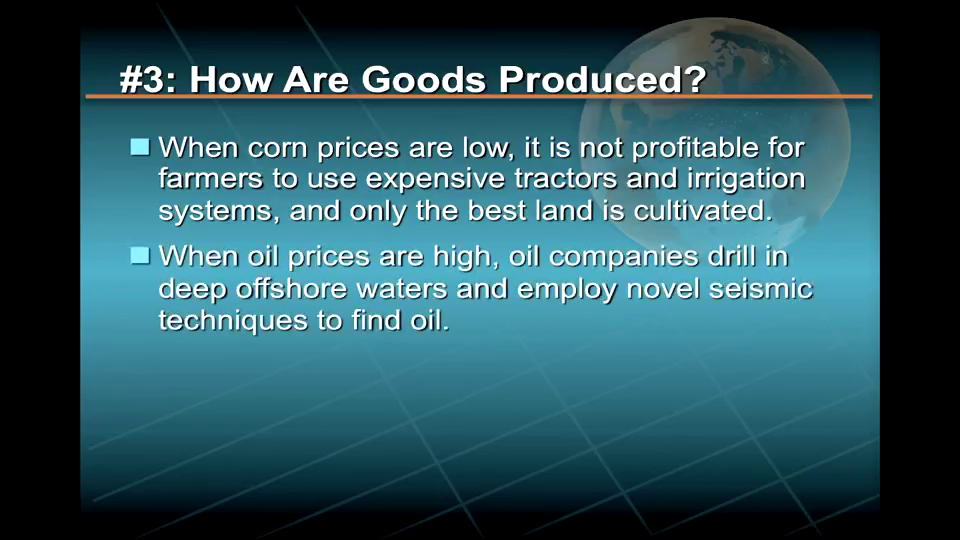 #3: How Are Goods Produced?
When corn prices are low, it is not profitable for
farmers to use expensive tractors and irrigation
systems, and only the best land is cultivated.
When oil prices are high, oil companies drill in
deep offshore waters and employ novel seismic
techniques to find oil.